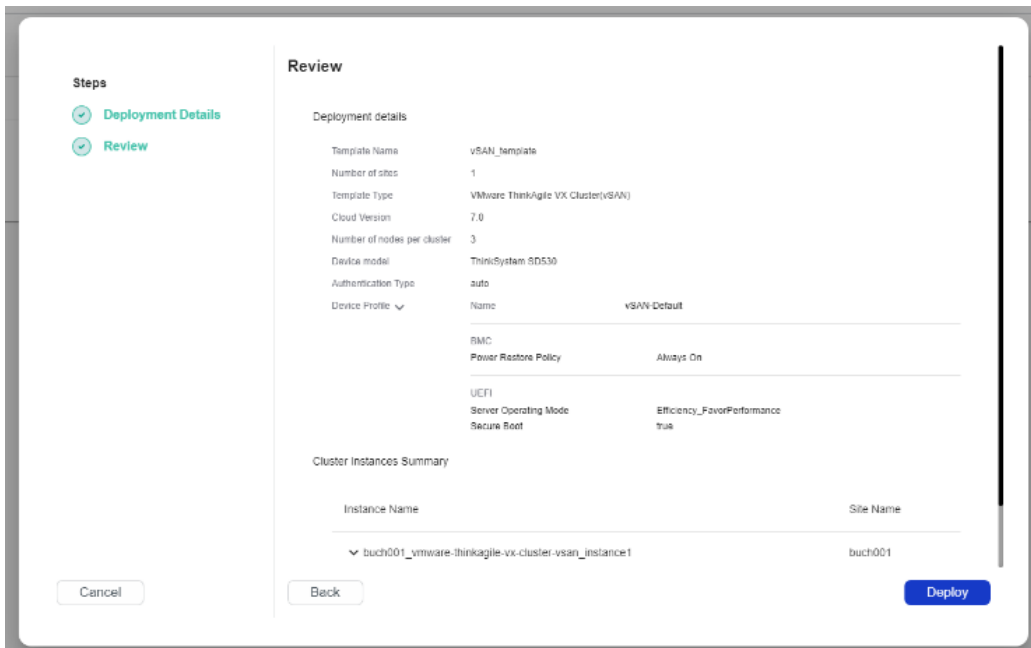 Steps
Deployment Details
Review
Review
Deployment details
Template Name vSAN_template
Number of sites 1
Template Type VMware ThinkAgile VX Cluster(vSAN)
Cloud Version 7.0
Number of nodes per cluster 3
Device model ThinkSystem SD530
Authentication Type auto
Device Profile Name vSAN-Default
BMC
Power Restore Policy Always On
UEFI
Server Operating Mode Efficiency_FavorPerformance
Secure Boot true
Cluster Instances Summary
Instance Name Site Name
buch001_vmware-thinkagile-vx-cluster-vsan_instance1 buch001
Cancel Back Deploy